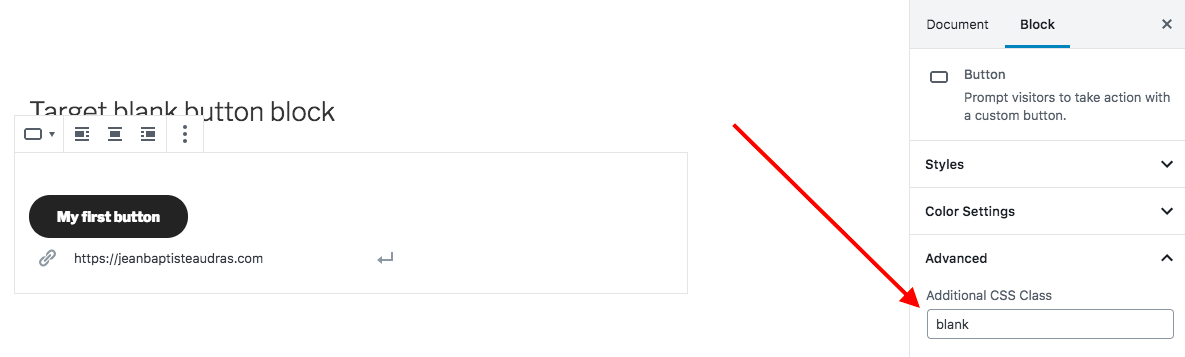 Target blank button block
My first button
https://jeanbaptisteaudras.com
Document Block
Button
Prompt visitors to take action with
a custom button.
Styles
Color Settings
Advanced
Additional CSS Class
blank